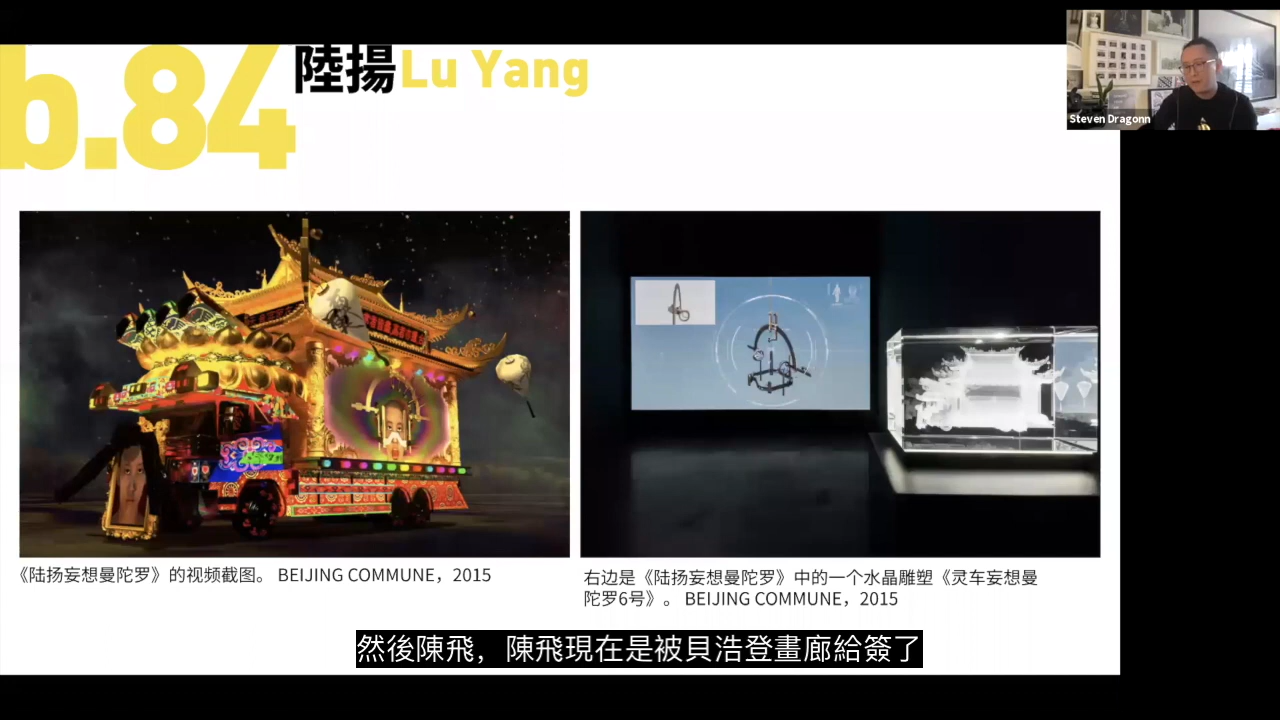 b.84
陸揚 Lu Yang
Steven Dragonn
《陆扬妄想曼陀罗》的视频截图。 BEIJING COMMUNE，2015
右边是《陆扬妄想曼陀罗》中的一个水晶雕塑《灵车妄想曼
陀罗6号》。 BEIJING COMMUNE，2015
然後陳飛，陳飛現在是被貝浩登畫廊給簽了